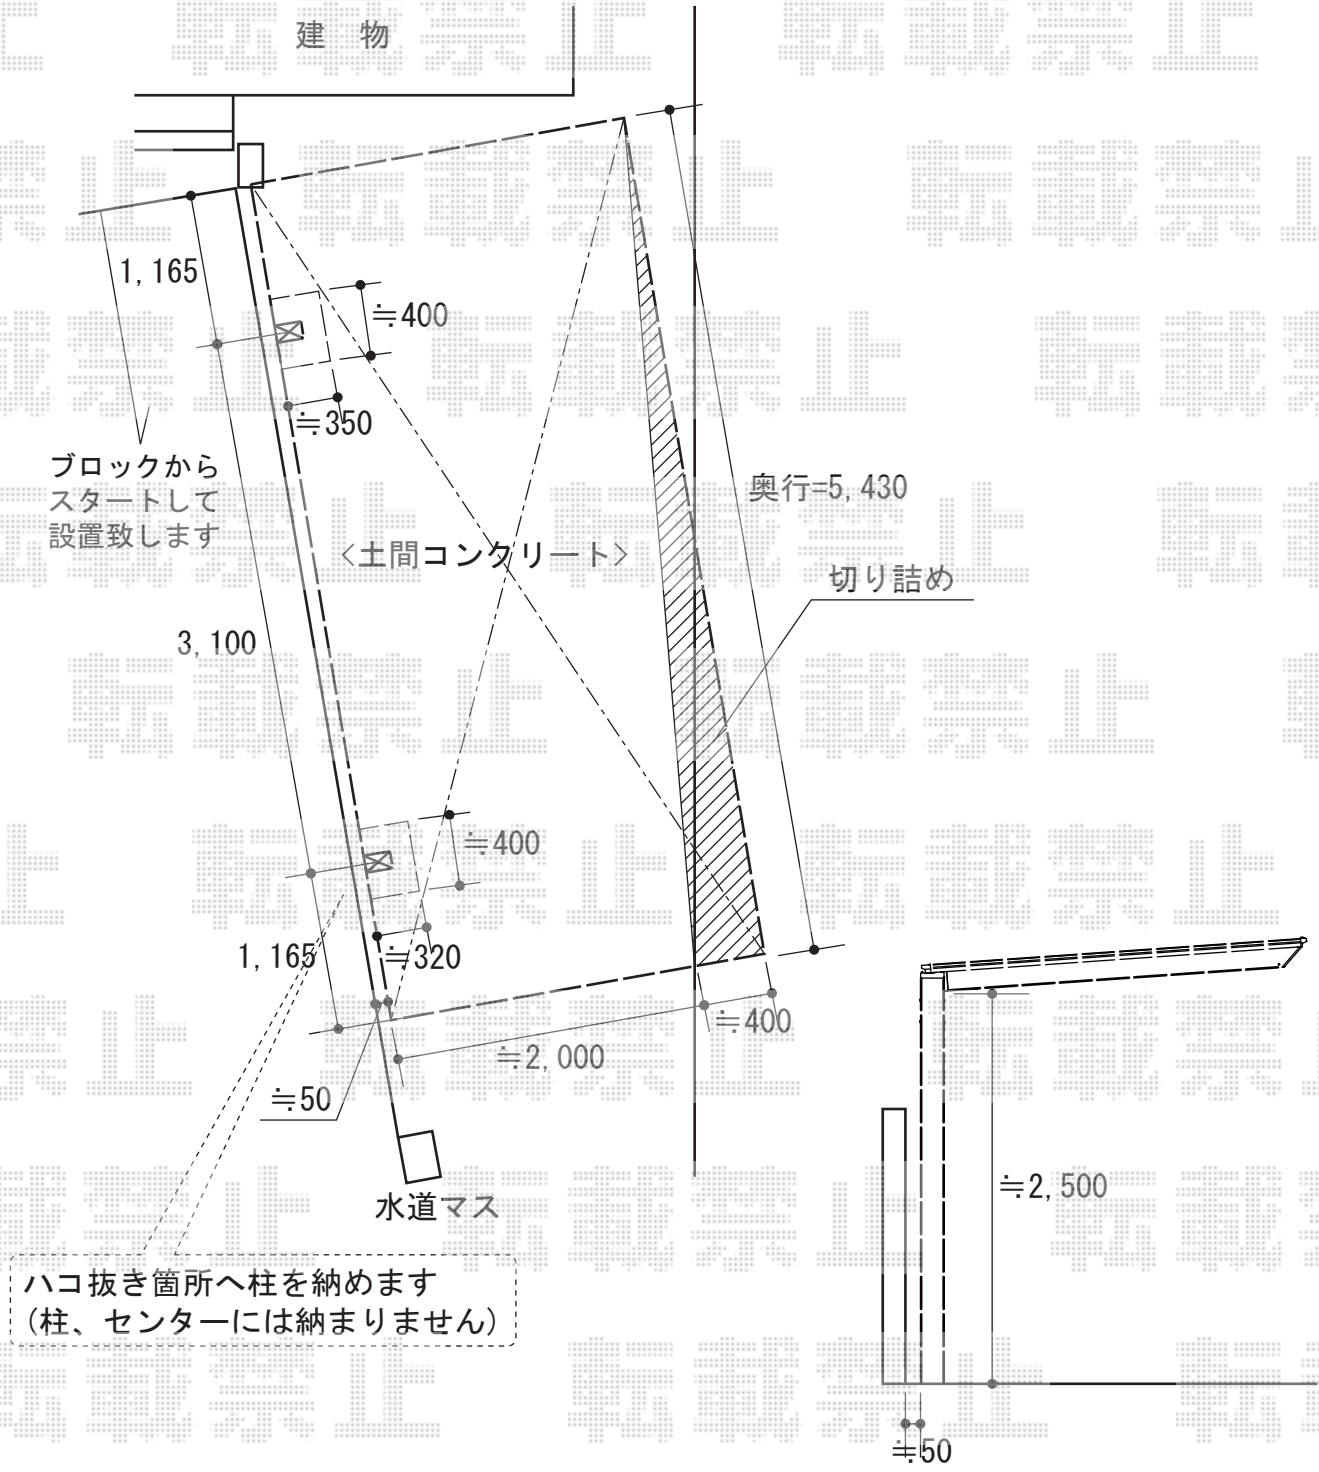 建 物
1,165
≒400
≒350
ブロックから
スタートして
設置致します
奥行=5,430
<土間コンクリート>
切り詰め
3,100
≒400
1,165
≒320
≒400
≒2,000
≒50
水道マス
≒2,500
ハコ抜き箇所へ柱を納めます
(柱、センターには納まりません)
≒50
転載禁止